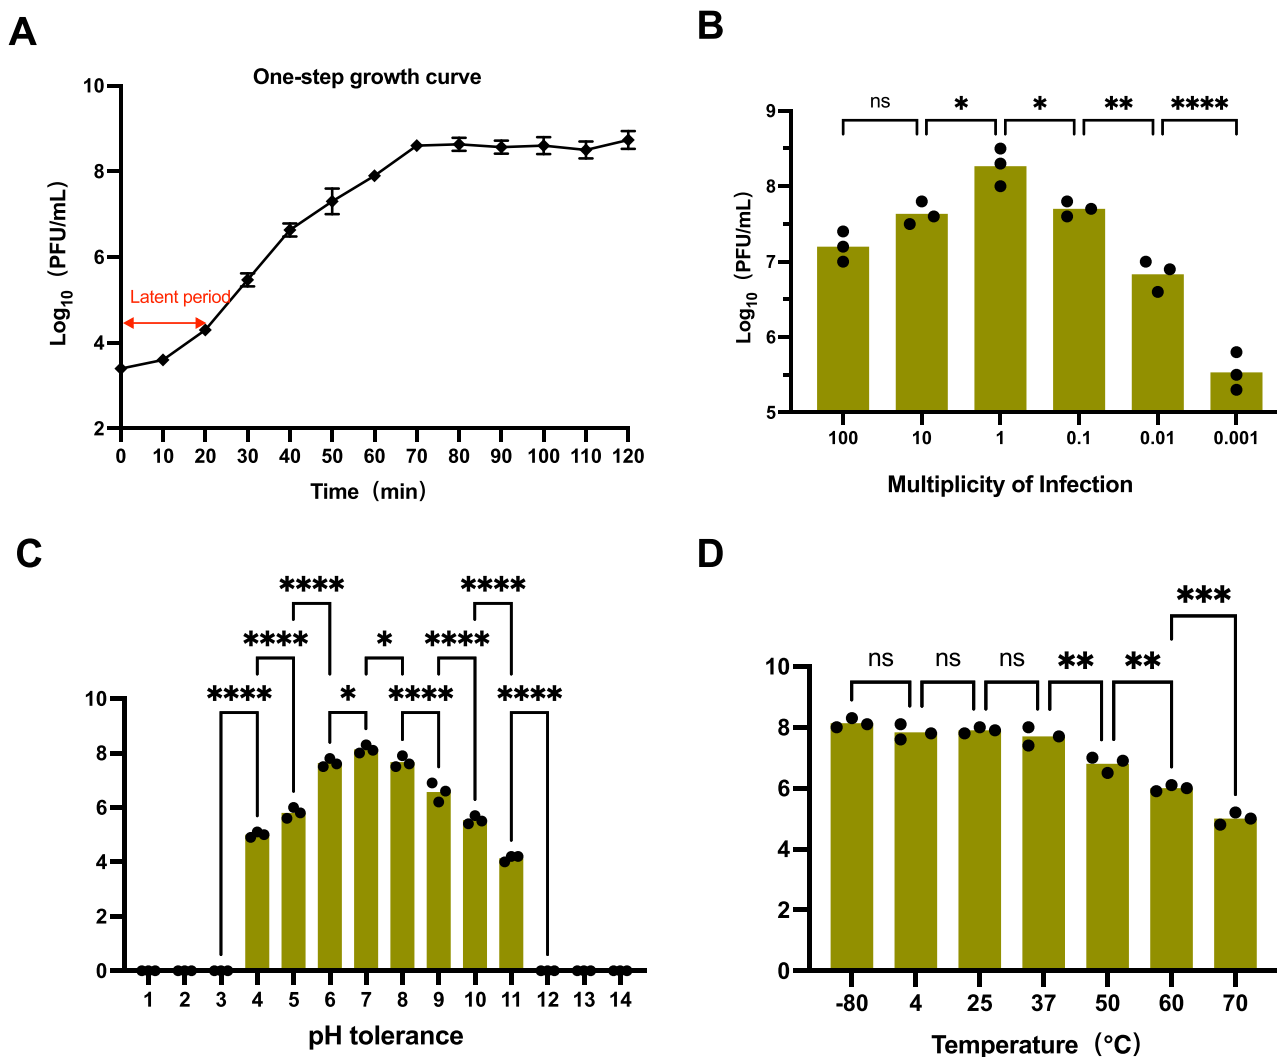 A
One-step growth curve
Log10 (PFU/mL)
10
8
6
4
2
Latent period
0 10 20 30 40 50 60 70 80 90 100 110 120
Time (min)
B
Log10 (PFU/mL)
ns * * ** ****
9
8
7
6
5
100 10 1 0.1 0.01 0.001
Multiplicity of Infection
C
**** ****
**** * ****
**** * **** ****
10
8
6
4
2
0
1 2 3 4 5 6 7 8 9 10 11 12 13 14
pH tolerance
D
***
ns ns ns ** **
10
8
6
4
2
0
-80 4 25 37 50 60 70
Temperature (°C)